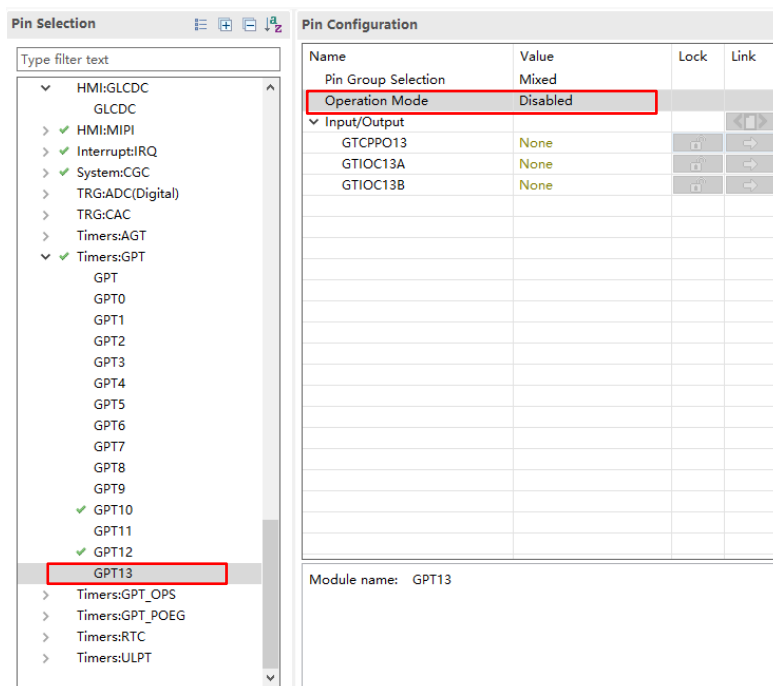 Pin Selection
Type filter text
HMI:GLCDC
GLCDC
HMI:MIPI
Interrupt:IRQ
System:CGC
TRG:ADC(Digital)
TRG:CAC
Timers:AGT
Timers:GPT
GPT
GPT0
GPT1
GPT2
GPT3
GPT4
GPT5
GPT6
GPT7
GPT8
GPT9
GPT10
GPT11
GPT12
GPT13
Timers:GPT_OPS
Timers:GPT_POEG
Timers:RTC
Timers:ULPT
Pin Configuration
Name Value Lock Link
Pin Group Selection Mixed
Operation Mode Disabled
Input/Output
GTCPPO13 None
GTIOC13A None
GTIOC13B None
Module name: GPT13